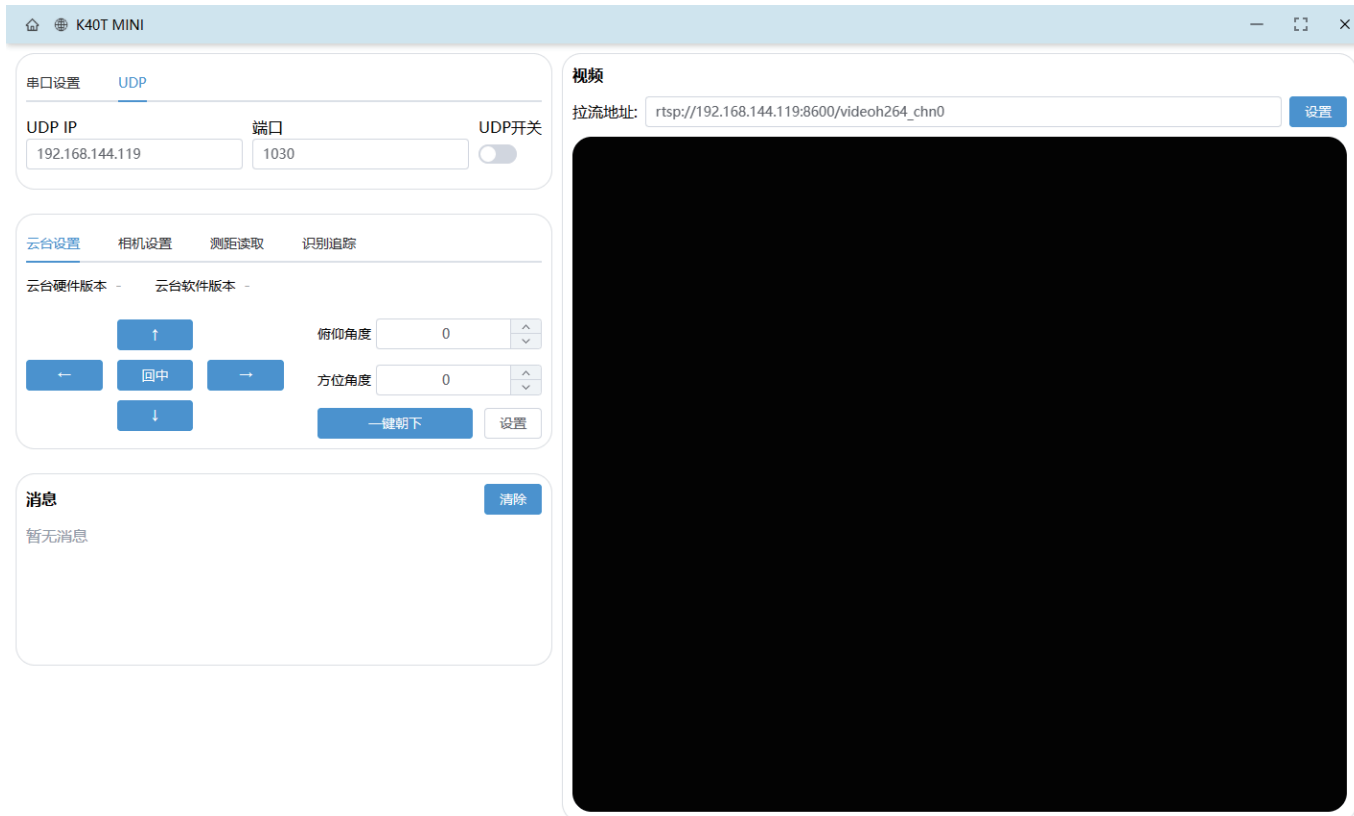 K40T MINI
串口设置 UDP
UDP IP 端口 UDP开关
192.168.144.119 1030
云台设置 相机设置 测距读取 识别追踪
云台硬件版本 - 云台软件版本 -
↑
← 回中 →
↓
俯仰角度 0
方位角度 0
一键朝下 设置
消息 清除
暂无消息
视频
拉流地址: rtsp://192.168.144.119:8600/videoh264_chn0 设置